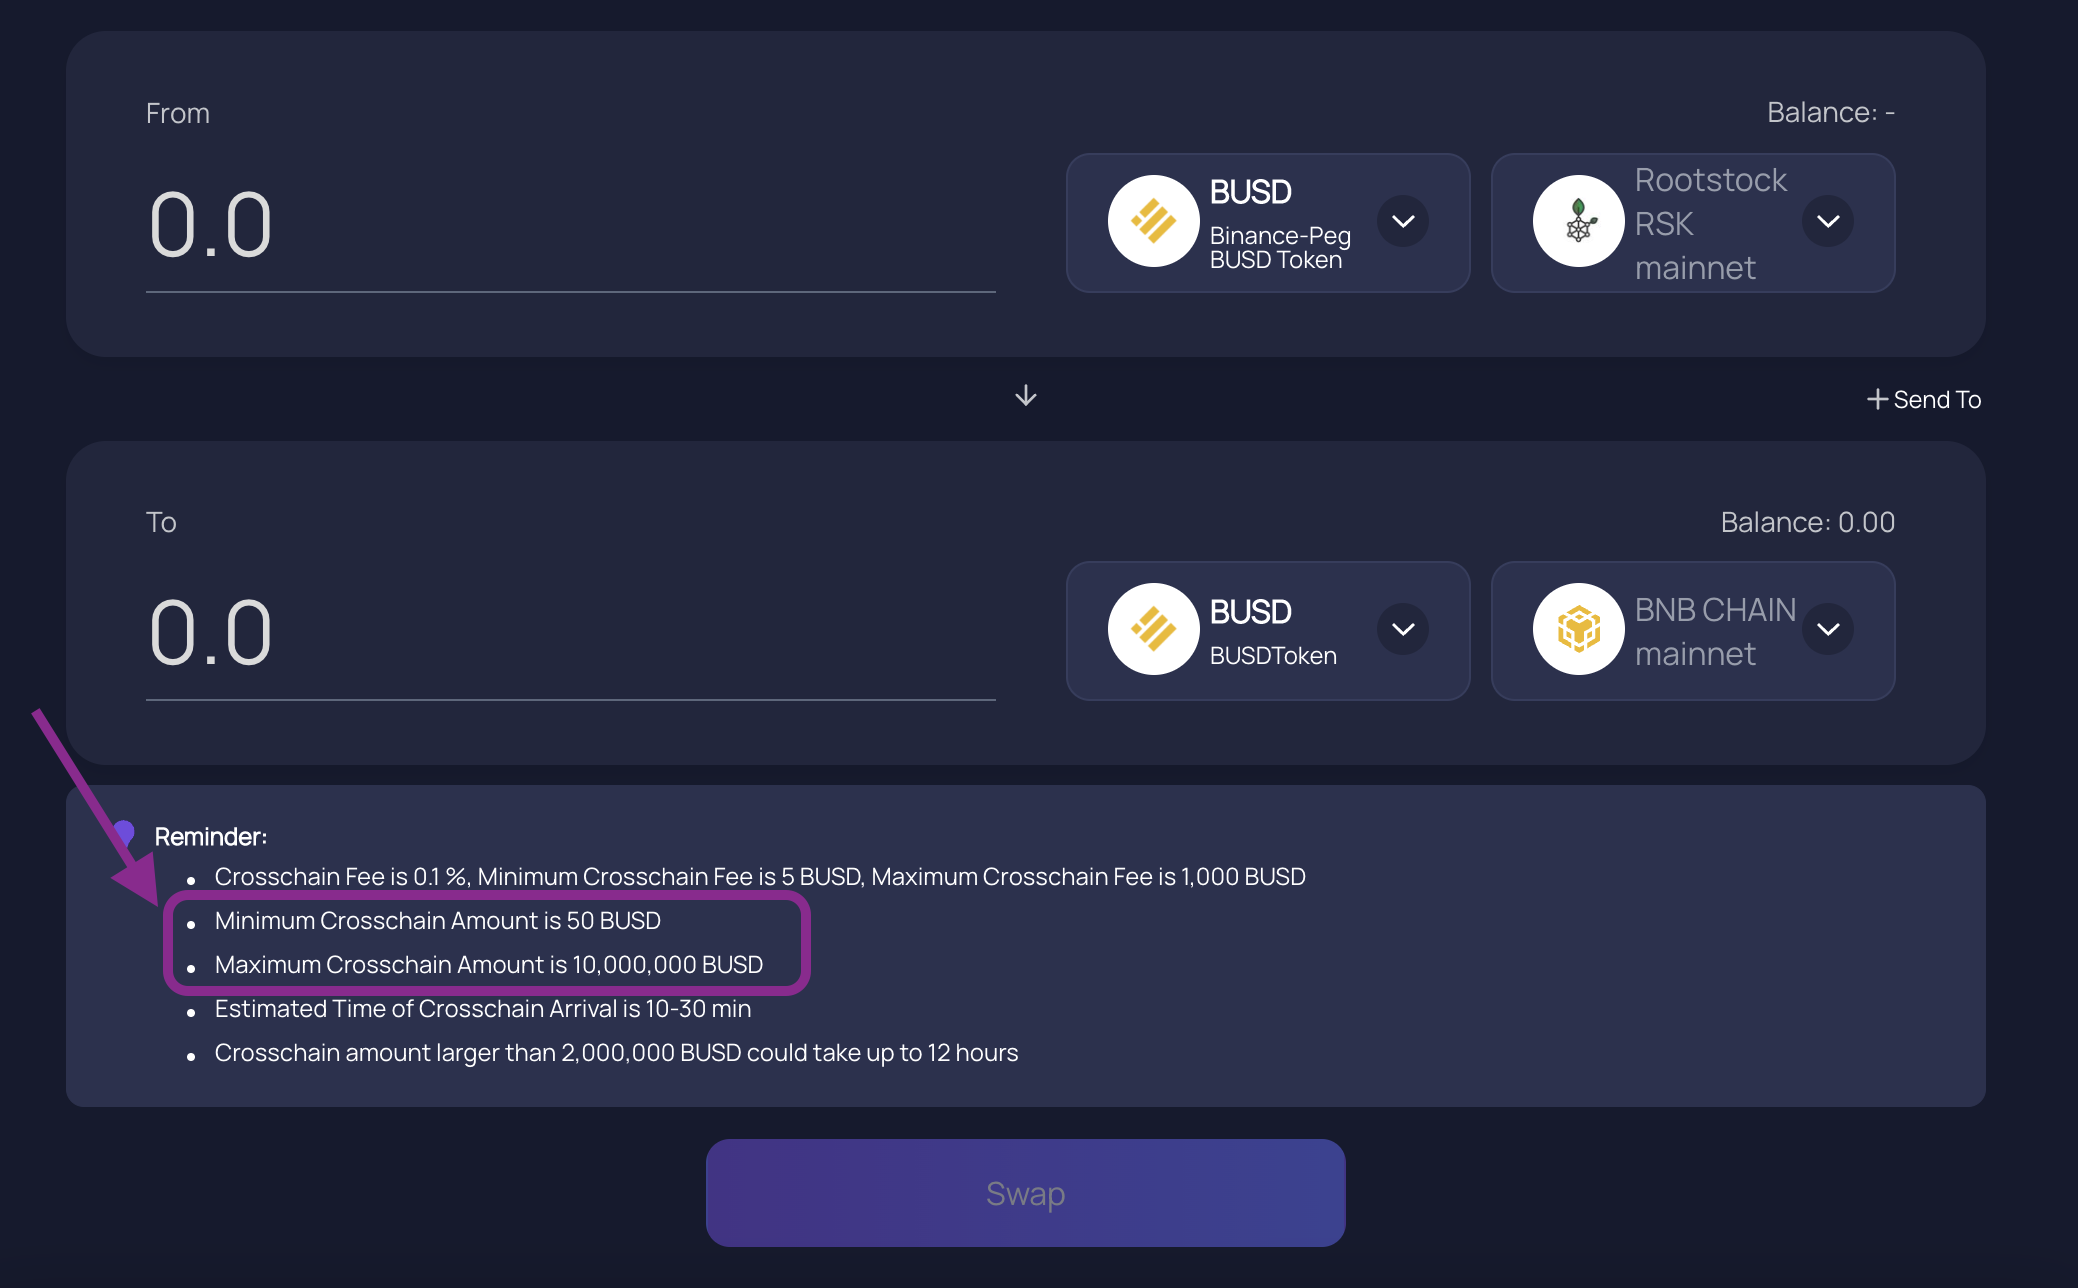 From
Balance: -
0.0
BUSD
Binance-Peg
BUSD Token
Rootstock
RSK
mainnet
Send To
To
Balance: 0.00
0.0
BUSD
BUSDToken
BNB CHAIN
mainnet
Reminder:
Crosschain Fee is 0.1 %, Minimum Crosschain Fee is 5 BUSD, Maximum Crosschain Fee is 1,000 BUSD
Minimum Crosschain Amount is 50 BUSD
Maximum Crosschain Amount is 10,000,000 BUSD
Estimated Time of Crosschain Arrival is 10-30 min
Crosschain amount larger than 2,000,000 BUSD could take up to 12 hours
Swap